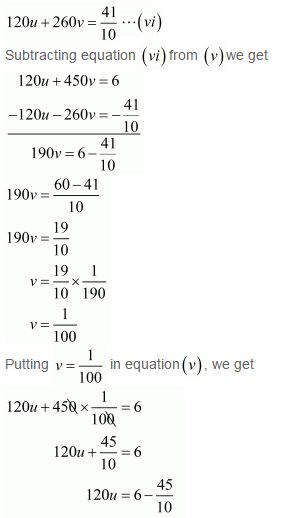 120u + 260v = 41/10 ···(vi)
Subtracting equation (vi) from (v) we get
120u + 450v = 6
−120u − 260v = −41/10
190v = 6 − 41/10
190v = (60 − 41)/10
190v = 19/10
v = 19/10 × 1/190
v = 1/100
Putting v = 1/100 in equation (v), we get
120u + 450 × 1/100 = 6
120u + 45/10 = 6
120u = 6 − 45/10